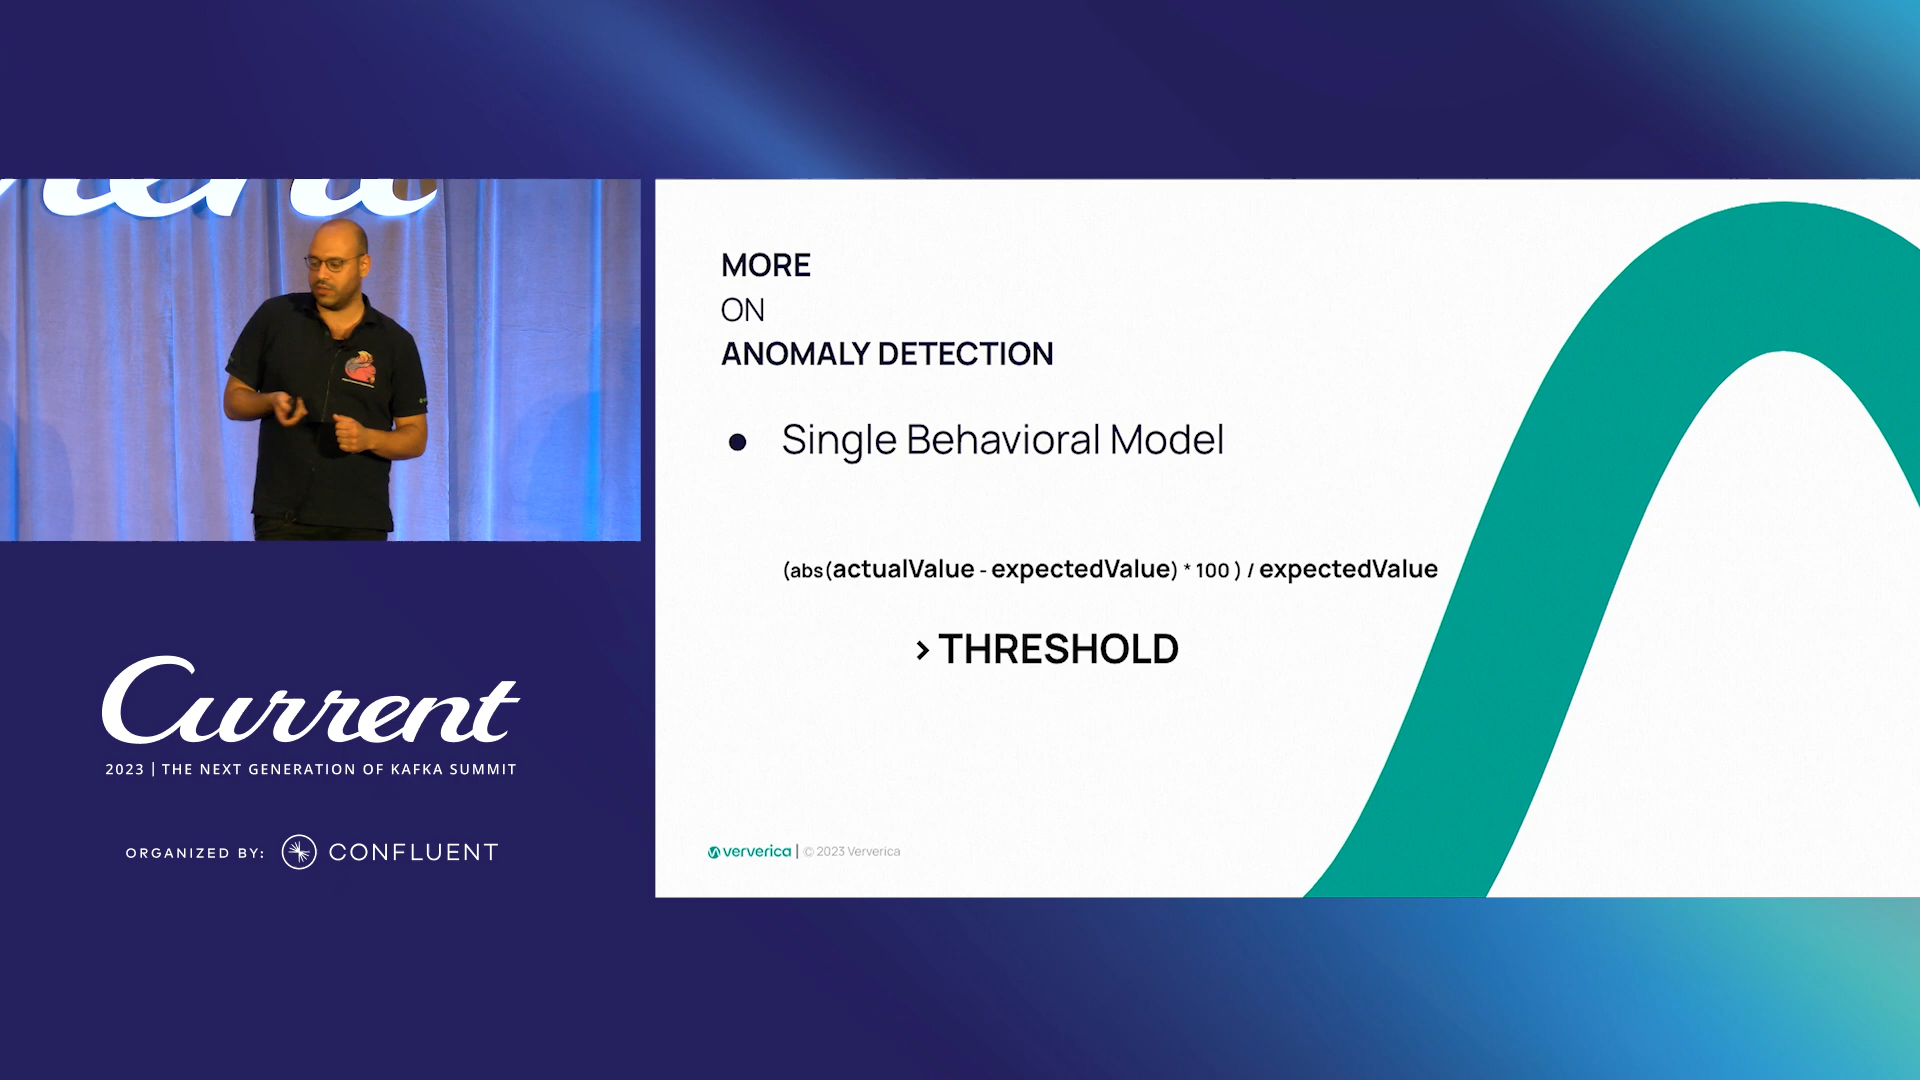 MORE
ON
ANOMALY DETECTION
● Single Behavioral Model
(abs(actualValue - expectedValue) * 100 ) / expectedValue
> THRESHOLD
ververica | © 2023 Ververica
Current
2023 | THE NEXT GENERATION OF KAFKA SUMMIT
ORGANIZED BY: CONFLUENT